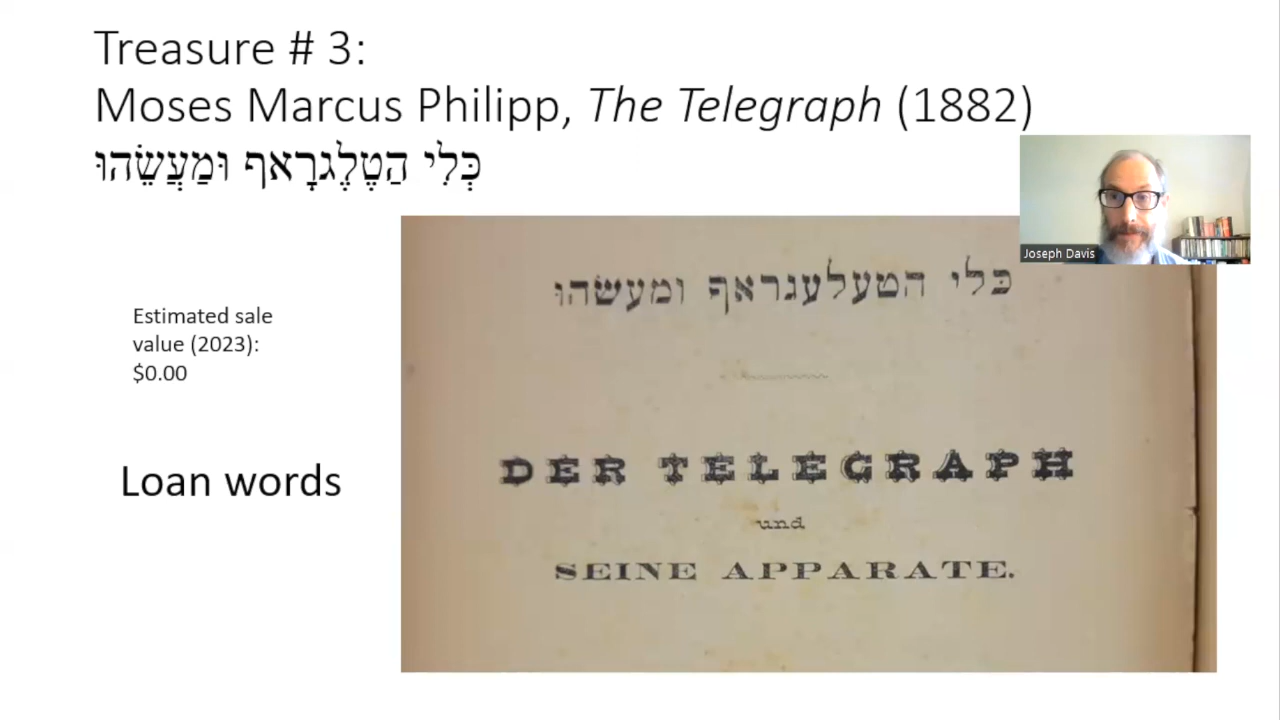 Treasure # 3:
Moses Marcus Philipp, The Telegraph (1882)
כְּלִי הַטֶלֶגרָאף וּמַעֲשֵׂהוּ
Joseph Davis
כלי הטעלעגראף ומעשהו
Estimated sale
value (2023):
$0.00
DER TELEGRAPH
und
SEINE APPARATE.
Loan words